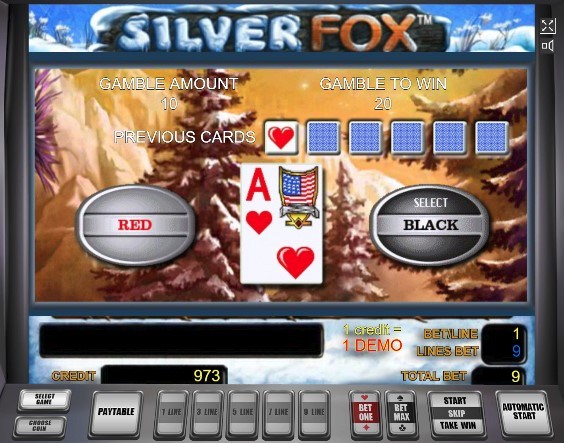 SILVER FOX™
GAMBLE AMOUNT
10
GAMBLE TO WIN
20
PREVIOUS CARDS
A
RED
SELECT
BLACK
1 credit =
1 DEMO
BET/LINE
1
LINES BET
9
CREDIT
973
TOTAL BET
9
SELECT
GAME
CHOOSE
COIN
PAYTABLE
1 LINE
3 LINE
5 LINE
7 LINE
9 LINE
BET
ONE
BET
MAX
START
SKIP
TAKE WIN
AUTOMATIC
START